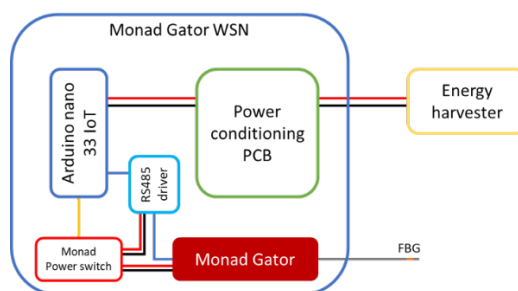 Monad Gator WSN
Arduino nano
33 IoT
Power
conditioning
PCB
Energy
harvester
RS485
driver
Monad
Power switch
Monad Gator
FBG